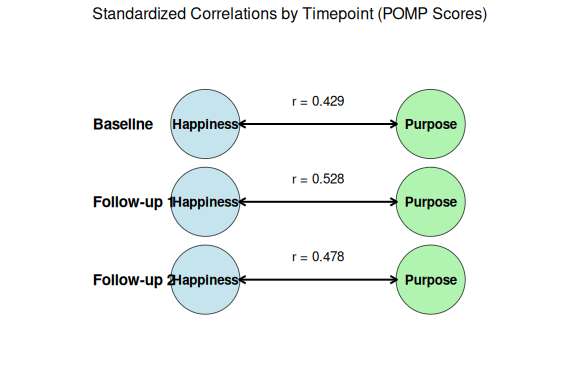 Standardized Correlations by Timepoint (POMP Scores)
r = 0.429
Baseline Happiness Purpose
r = 0.528
Follow-up 1 Happiness Purpose
r = 0.478
Follow-up 2 Happiness Purpose